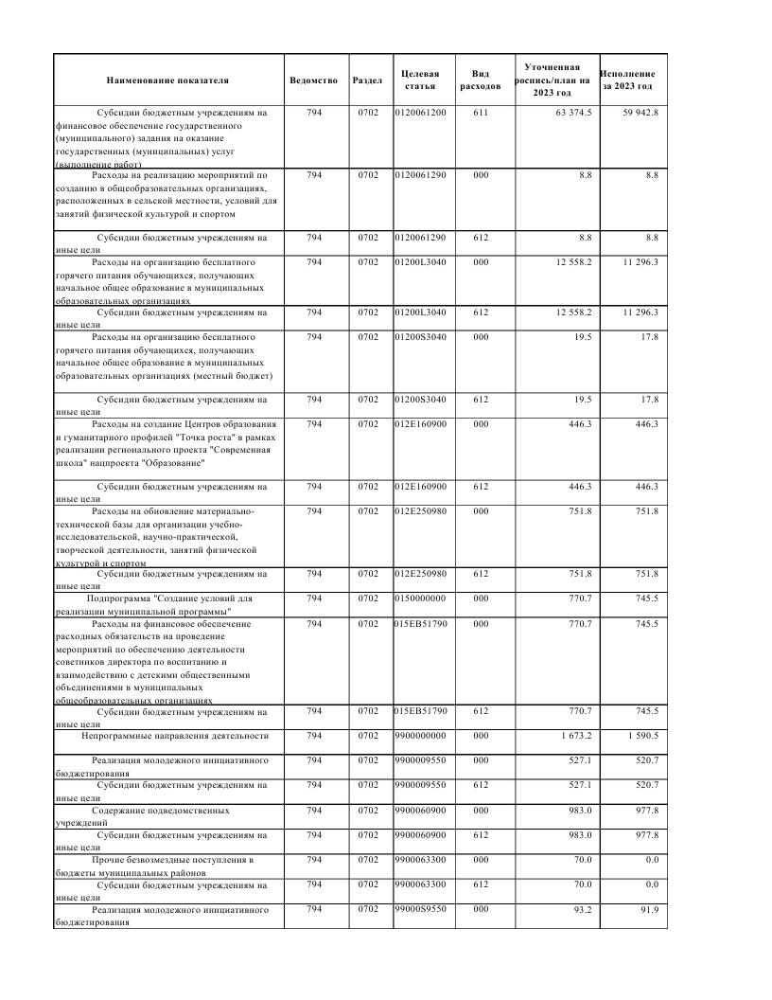 Наименование показателя Ведомство Раздел Целевая статья Вид расходов Уточненная роспись/план на 2023 год Исполнение за 2023 год
Субсидии бюджетным учреждениям на 794 0702 0120061200 611 63 374.5 59 942.8
финансовое обеспечение государственного
(муниципального) задания на оказание
государственных (муниципальных) услуг
(выполнение работ)
Расходы на реализацию мероприятий по 794 0702 0120061290 000 8.8 8.8
созданию в общеобразовательных организациях,
расположенных в сельской местности, условий для
занятий физической культурой и спортом
Субсидии бюджетным учреждениям на 794 0702 0120061290 612 8.8 8.8
иные цели
Расходы на организацию бесплатного 794 0702 01200L3040 000 12 558.2 11 296.3
горячего питания обучающихся, получающих
начальное общее образование в муниципальных
образовательных организациях
Субсидии бюджетным учреждениям на 794 0702 01200L3040 612 12 558.2 11 296.3
иные цели
Расходы на организацию бесплатного 794 0702 01200S3040 000 19.5 17.8
горячего питания обучающихся, получающих
начальное общее образование в муниципальных
образовательных организациях (местный бюджет)
Субсидии бюджетным учреждениям на 794 0702 01200S3040 612 19.5 17.8
иные цели
Расходы на создание Центров образования 794 0702 012E160900 000 446.3 446.3
и гуманитарного профилей "Точка роста" в рамках
реализации регионального проекта "Современная
школа" нацпроекта "Образование"
Субсидии бюджетным учреждениям на 794 0702 012E160900 612 446.3 446.3
иные цели
Расходы на обновление материально- 794 0702 012E250980 000 751.8 751.8
технической базы для организации учебно-
исследовательской, научно-практической,
творческой деятельности, занятий физической
культурой и спортом
Субсидии бюджетным учреждениям на 794 0702 012E250980 612 751.8 751.8
иные цели
Подпрограмма "Создание условий для 794 0702 0150000000 000 770.7 745.5
реализации муниципальной программы"
Расходы на финансовое обеспечение 794 0702 015EB51790 000 770.7 745.5
расходных обязательств на проведение
мероприятий по обеспечению деятельности
советников директора по воспитанию и
взаимодействию с детскими общественными
объединениями в муниципальных
общеобразовательных организациях
Субсидии бюджетным учреждениям на 794 0702 015EB51790 612 770.7 745.5
иные цели
Непрограммные направления деятельности 794 0702 9900000000 000 1 673.2 1 590.5
Реализация молодежного инициативного 794 0702 9900009550 000 527.1 520.7
бюджетирования
Субсидии бюджетным учреждениям на 794 0702 9900009550 612 527.1 520.7
иные цели
Содержание подведомственных 794 0702 9900060900 000 983.0 977.8
учреждений
Субсидии бюджетным учреждениям на 794 0702 9900060900 612 983.0 977.8
иные цели
Прочие безвозмездные поступления в 794 0702 9900063300 000 70.0 0.0
бюджеты муниципальных районов
Субсидии бюджетным учреждениям на 794 0702 9900063300 612 70.0 0.0
иные цели
Реализация молодежного инициативного 794 0702 99000S9550 000 93.2 91.9
бюджетирования